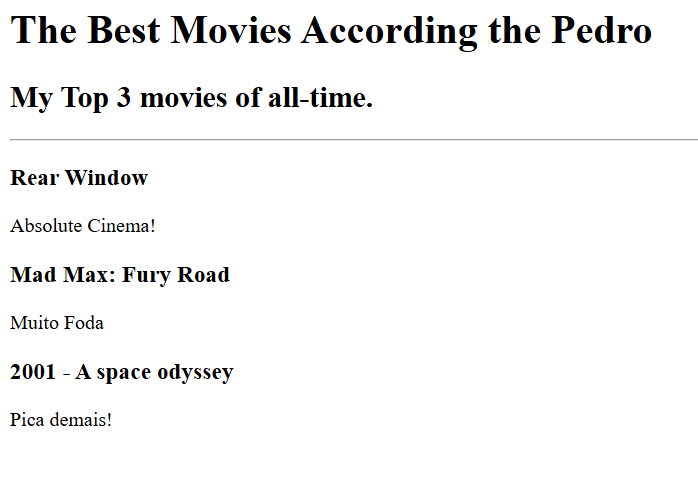 The Best Movies According the Pedro
My Top 3 movies of all-time.
Rear Window
Absolute Cinema!
Mad Max: Fury Road
Muito Foda
2001 - A space odyssey
Pica demais!